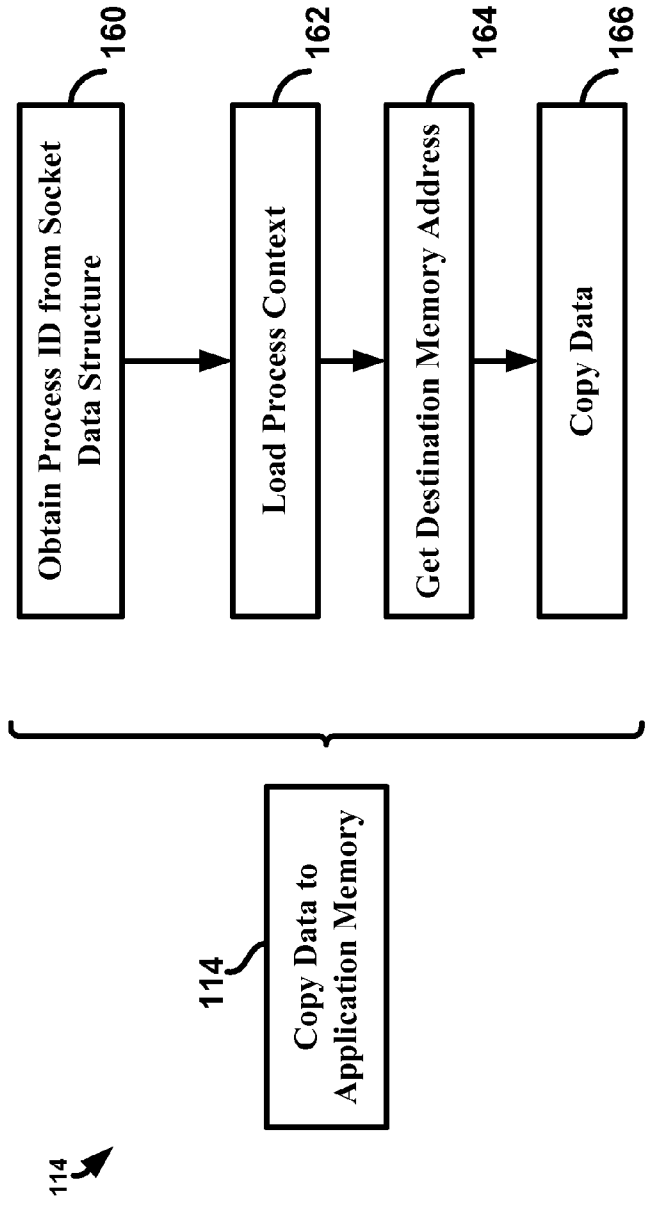 114
114
Copy Data to
Application Memory
Obtain Process ID from Socket
Data Structure
160
Load Process Context
162
Get Destination Memory Address
164
Copy Data
166